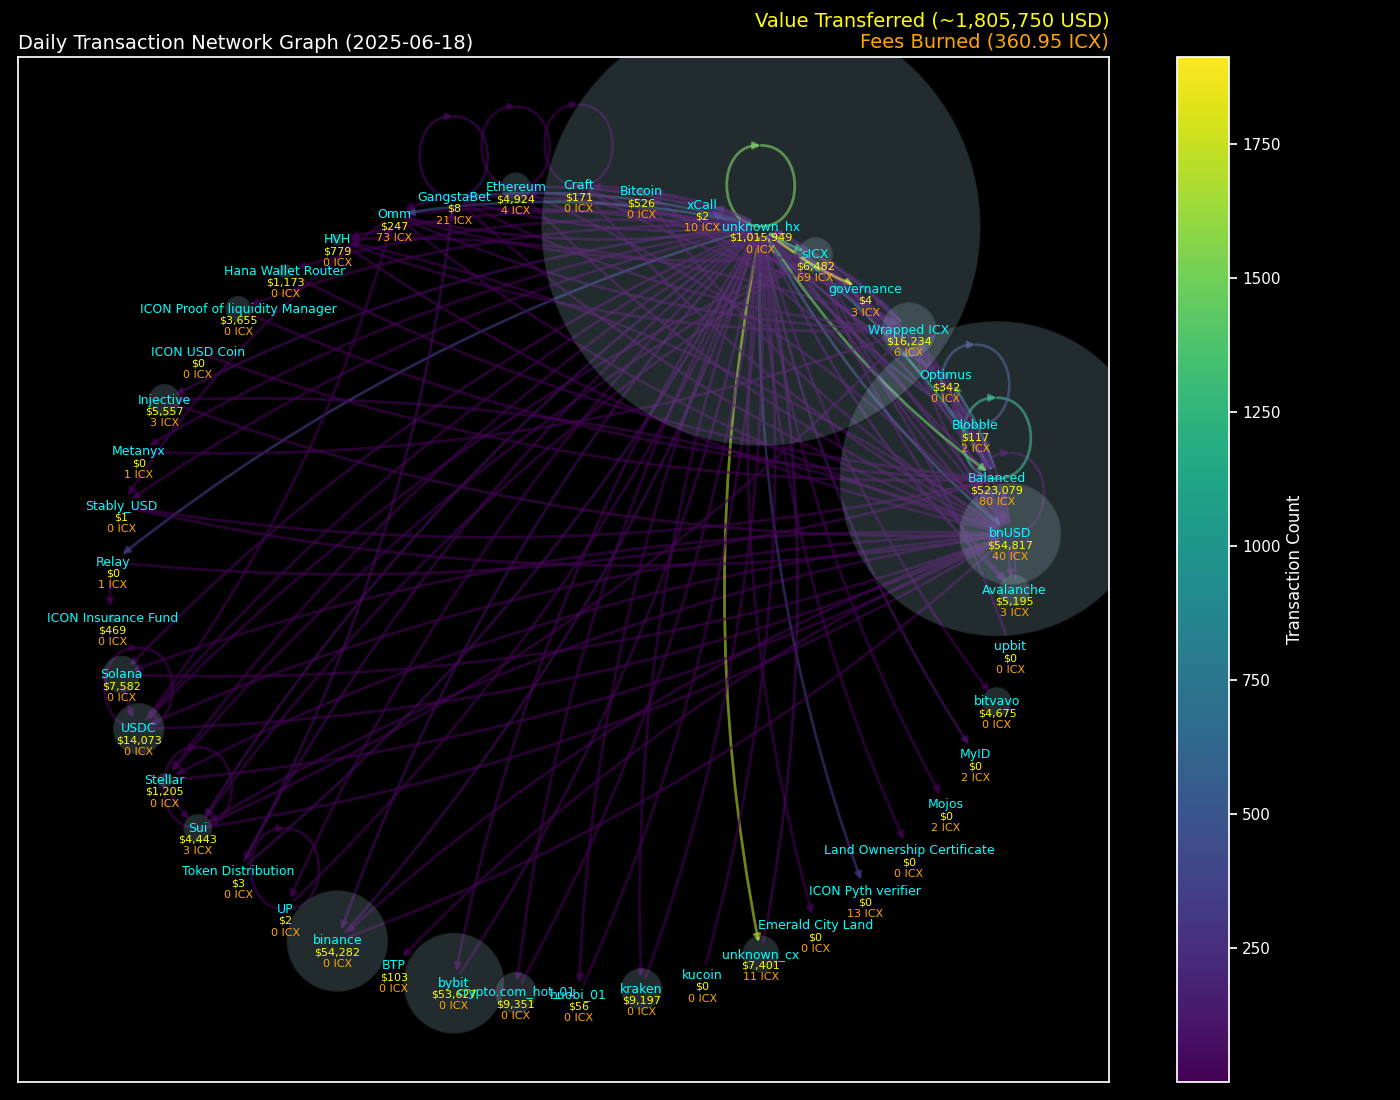 Value Transferred (~1,805,750 USD)
Daily Transaction Network Graph (2025-06-18)
Fees Burned (360.95 ICX)
GangstaBet
$8
21 ICX
Ethereum
$4,924
4 ICX
Craft
$171
0 ICX
Bitcoin
$526
0 ICX
xCall
$2
10 ICX
unknown_hx
$1,015,949
0 ICX
Omm
$247
73 ICX
HVH
$779
0 ICX
sICX
$6,482
69 ICX
Hana Wallet Router
$1,173
0 ICX
governance
$4
3 ICX
ICON Proof of liquidity Manager
$3,655
0 ICX
Wrapped ICX
$16,234
6 ICX
ICON USD Coin
$0
0 ICX
Optimus
$342
0 ICX
Injective
$5,557
3 ICX
Blobble
$117
2 ICX
Metanyx
$0
1 ICX
Balanced
$523,079
80 ICX
Stably_USD
$1
0 ICX
bnUSD
$54,817
40 ICX
Relay
$0
1 ICX
Avalanche
$5,195
3 ICX
ICON Insurance Fund
$469
0 ICX
upbit
$0
0 ICX
Solana
$7,582
0 ICX
bitvavo
$4,675
0 ICX
USDC
$14,073
0 ICX
MyID
$0
2 ICX
Stellar
$1,205
0 ICX
Mojos
$0
2 ICX
Sui
$4,443
3 ICX
Land Ownership Certificate
$0
0 ICX
Token Distribution
$3
0 ICX
ICON Pyth verifier
$0
13 ICX
UP
$2
0 ICX
Emerald City Land
$0
0 ICX
binance
$54,282
0 ICX
unknown_cx
$7,401
11 ICX
BTP
$103
0 ICX
kucoin
$0
0 ICX
bybit
0 ICX
crypto.com_hot_01
$9,351
0 ICX
huobi_01
$56
0 ICX
kraken
$9,197
0 ICX
1750
1500
1250
1000
750
500
250
Transaction Count